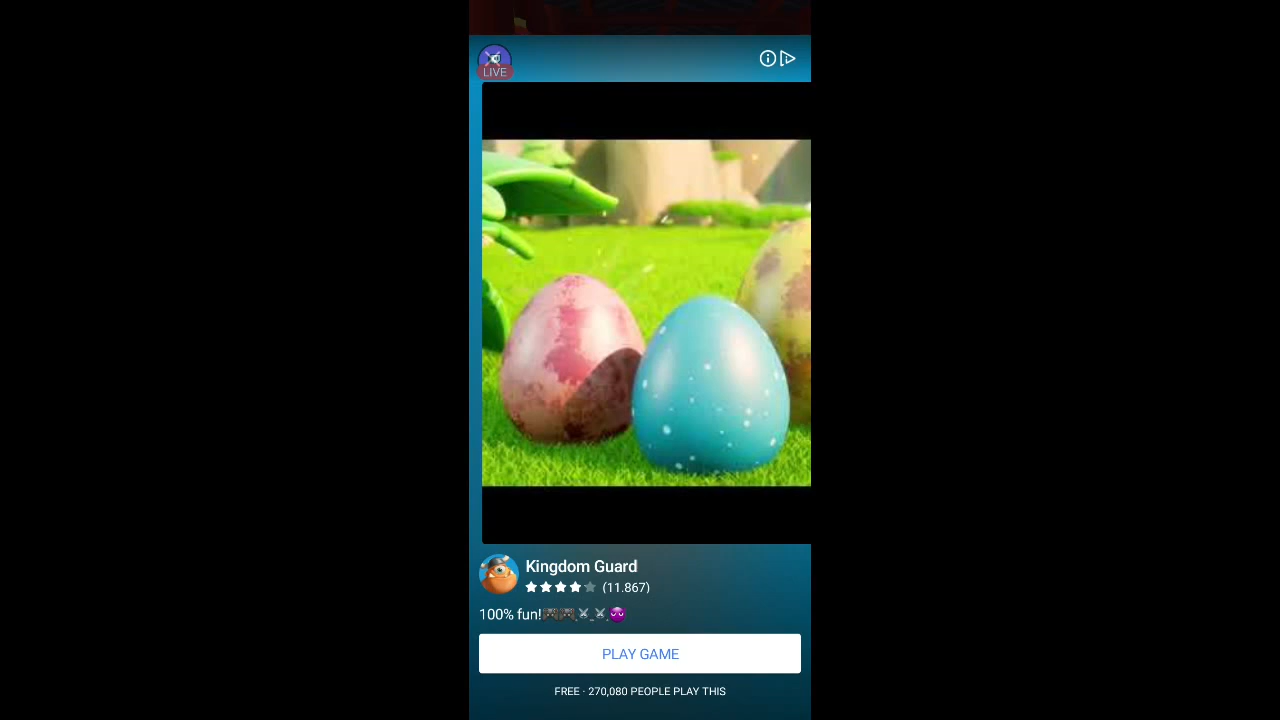 LIVE
Kingdom Guard
(11.867)
100% fun!🎮🎮⚔_⚔😈
PLAY GAME
FREE · 270,080 PEOPLE PLAY THIS